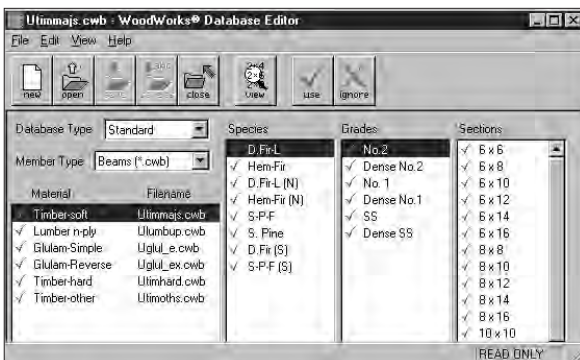 Utimmajs.cwb - WoodWorks® Database Editor
File Edit View Help
new open close view use ignore
Database Type Standard
Member Type Beams (*.cwb)
Material Filename
Timber-soft Utimmajs.cwb
Lumber n-ply Ulumbup.cwb
Glulam-Simple Uglul_e.cwb
Glulam-Reverse Uglul_ex.cwb
Timber-hard Utimhard.cwb
Timber-other Utimoths.cwb
Species
D.Fir-L
Hem-Fir
D.Fir-L (N)
Hem-Fir (N)
S-P-F
S. Pine
D.Fir (S)
S-P-F (S)
Grades
No.2
Dense No.2
No. 1
Dense No.1
SS
Dense SS
Sections
6 x 6
6 x 8
6 x 10
6 x 12
6 x 14
6 x 16
8 x 8
8 x 10
8 x 12
8 x 14
8 x 16
10 x 10
READ ONLY